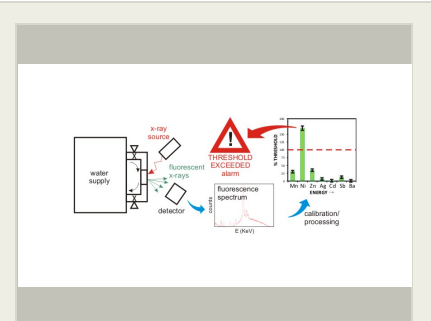 x-ray
source
water
supply
fluorescent
x-rays
detector
!
THRESHOLD
EXCEEDED
alarm
fluorescence
spectrum
counts
E (KeV)
% THRESHOLD
Mn Ni Zn Ag Cd Sb Ba
ENERGY →
calibration/
processing